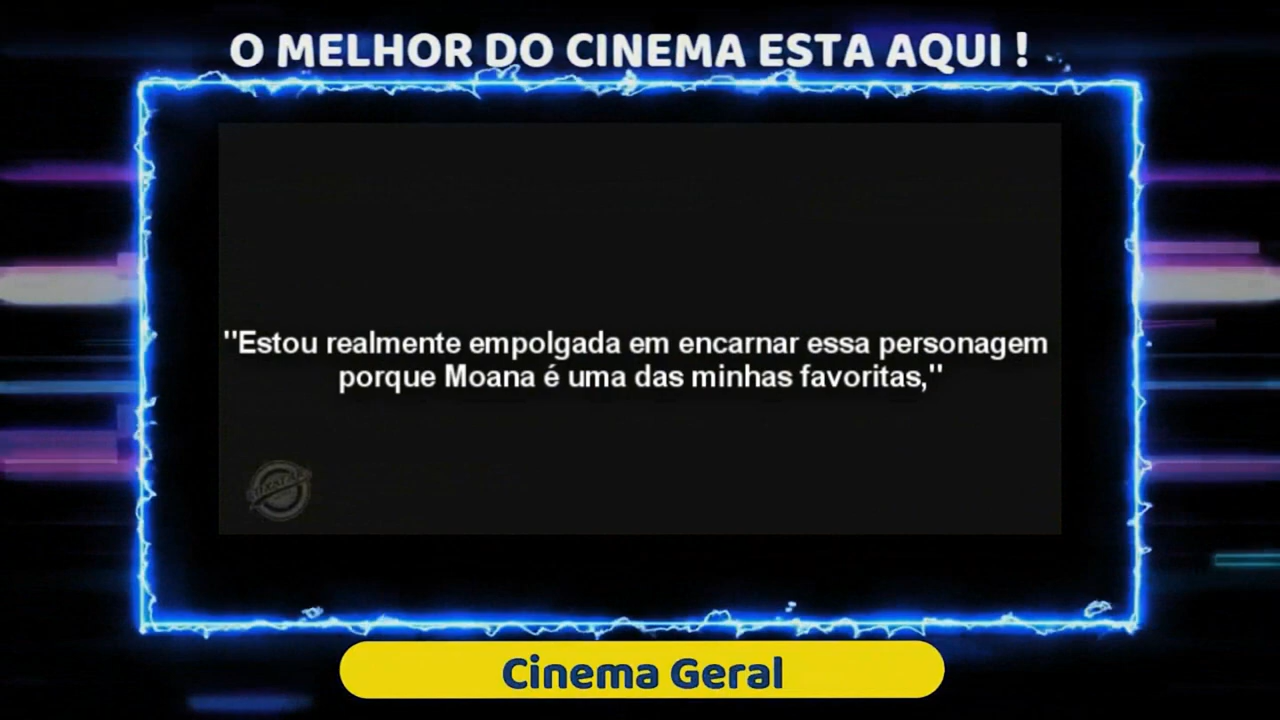 O MELHOR DO CINEMA ESTA AQUI !
"Estou realmente empolgada em encarnar essa personagem
porque Moana é uma das minhas favoritas,"
Cinema Geral